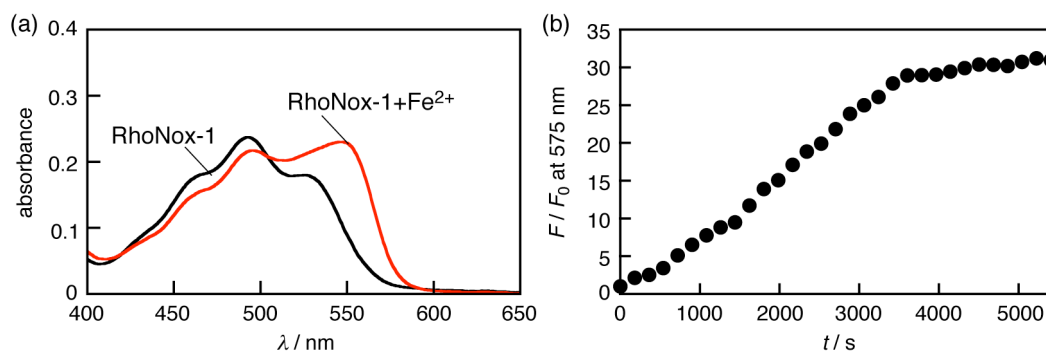 (a)
0.4
0.3
0.2
0.1
0
absorbance
RhoNox-1
RhoNox-1+Fe²⁺
400 450 500 550 600 650
λ / nm
(b)
35
30
25
20
15
10
5
0
F / F₀ at 575 nm
0 1000 2000 3000 4000 5000
t / s